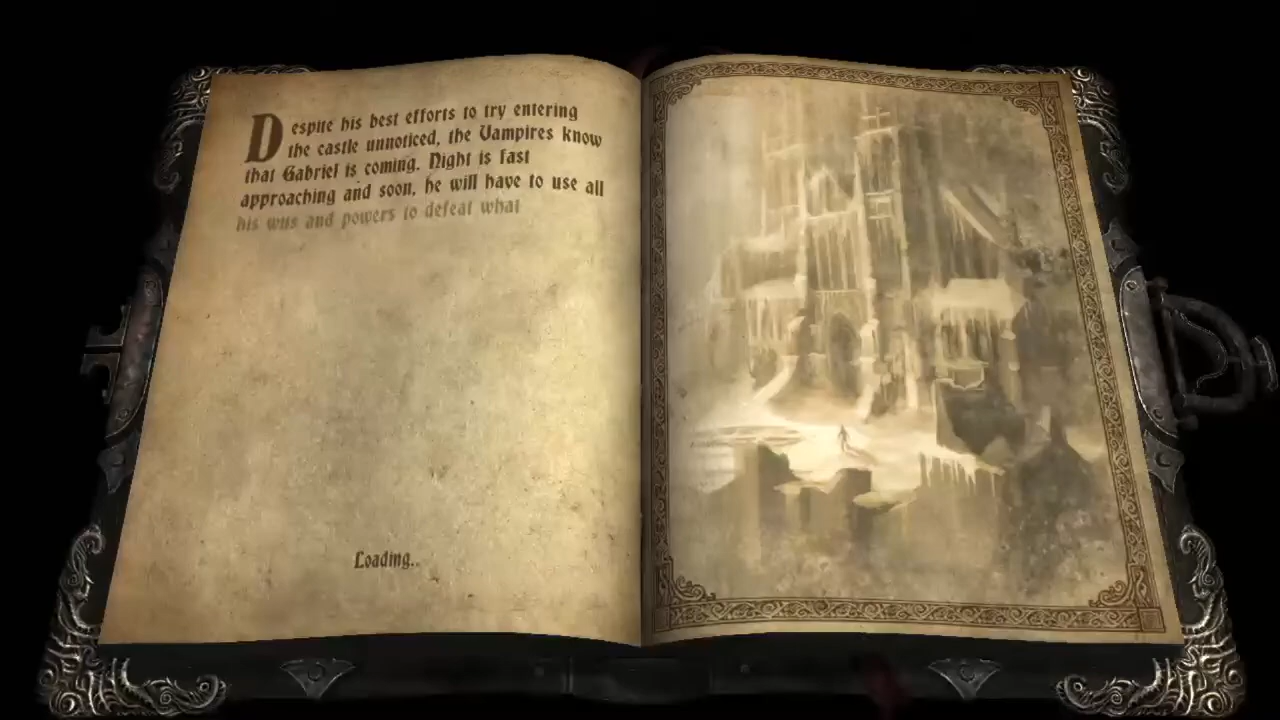 Despite his best efforts to try entering
the castle unnoticed, the Vampires know
that Gabriel is coming. Night is fast
approaching and soon, he will have to use all
his wits and powers to defeat what
Loading..